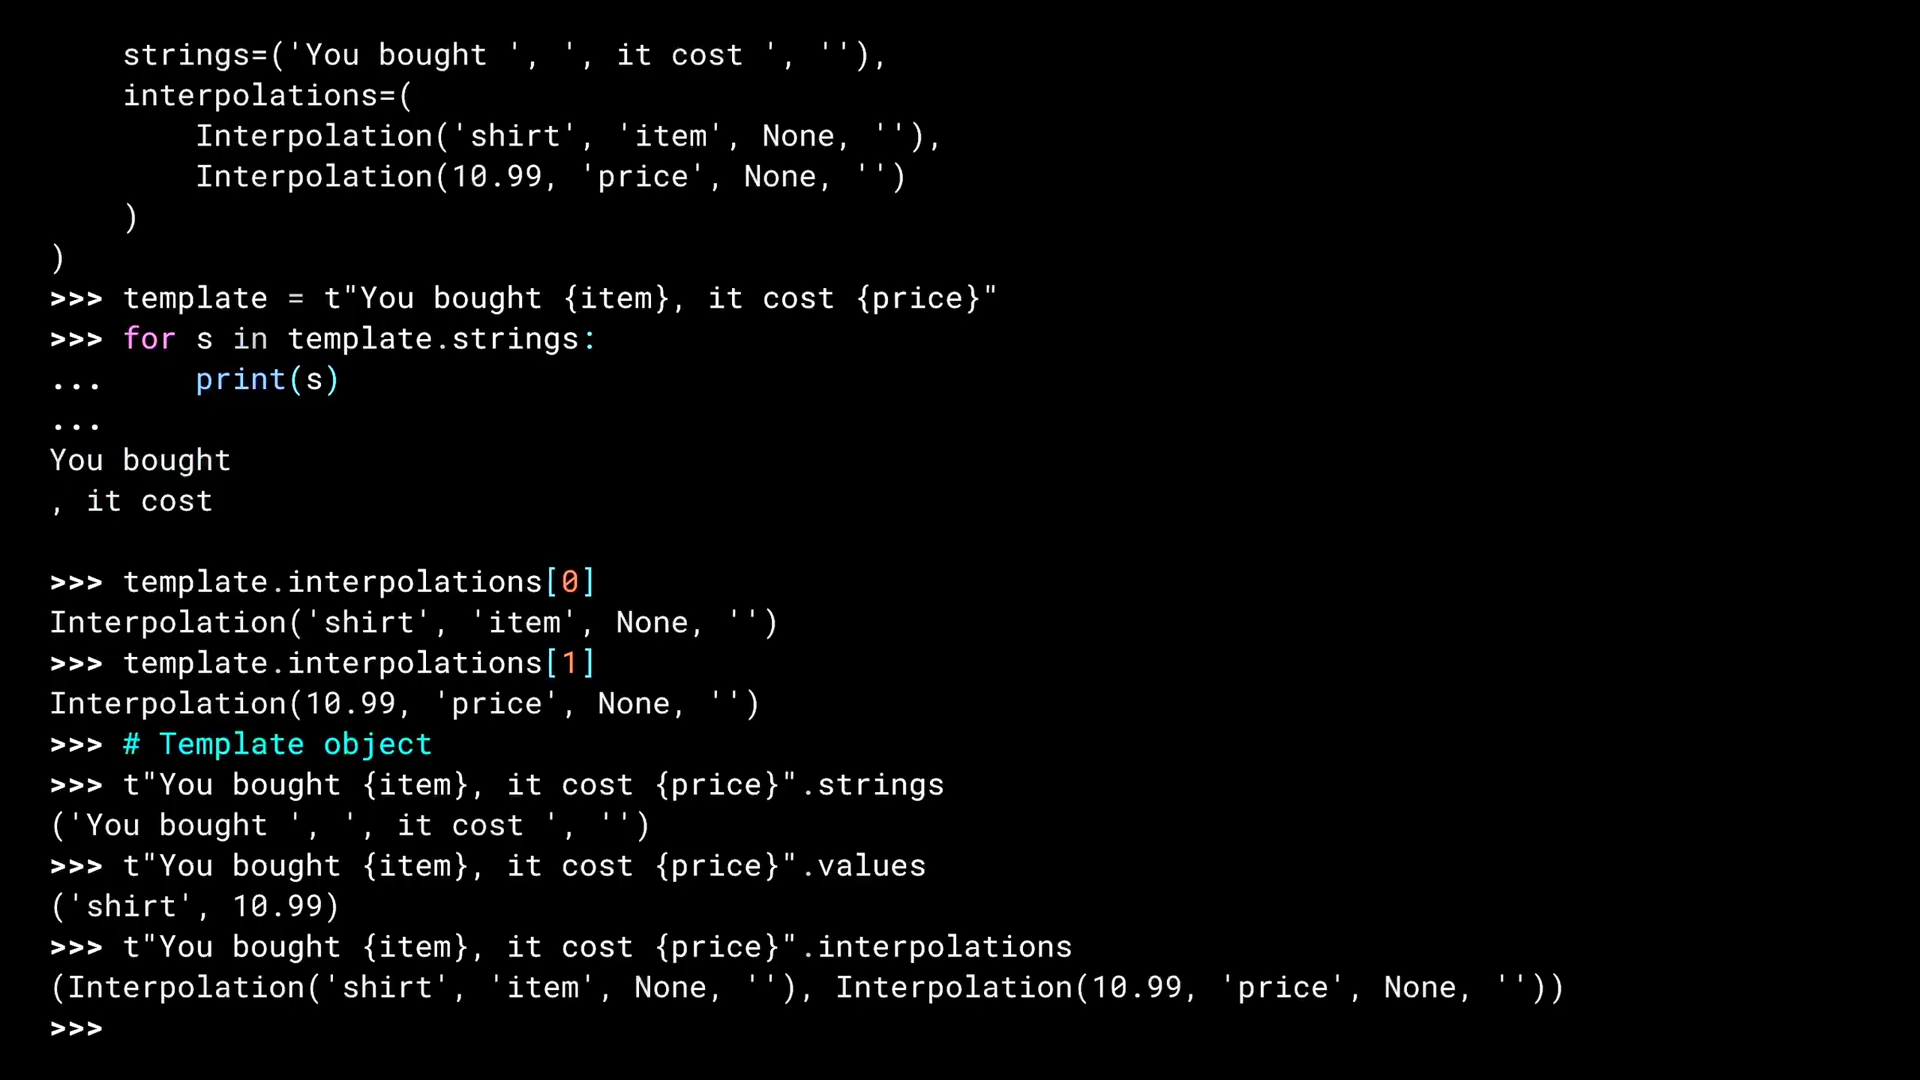 strings=('You bought ', ', it cost ', ''),
    interpolations=(
        Interpolation('shirt', 'item', None, ''),
        Interpolation(10.99, 'price', None, '')
    )
)
>>> template = t"You bought {item}, it cost {price}"
>>> for s in template.strings:
...     print(s)
...
You bought
, it cost

>>> template.interpolations[0]
Interpolation('shirt', 'item', None, '')
>>> template.interpolations[1]
Interpolation(10.99, 'price', None, '')
>>> # Template object
>>> t"You bought {item}, it cost {price}".strings
('You bought ', ', it cost ', '')
>>> t"You bought {item}, it cost {price}".values
('shirt', 10.99)
>>> t"You bought {item}, it cost {price}".interpolations
(Interpolation('shirt', 'item', None, ''), Interpolation(10.99, 'price', None, ''))
>>>